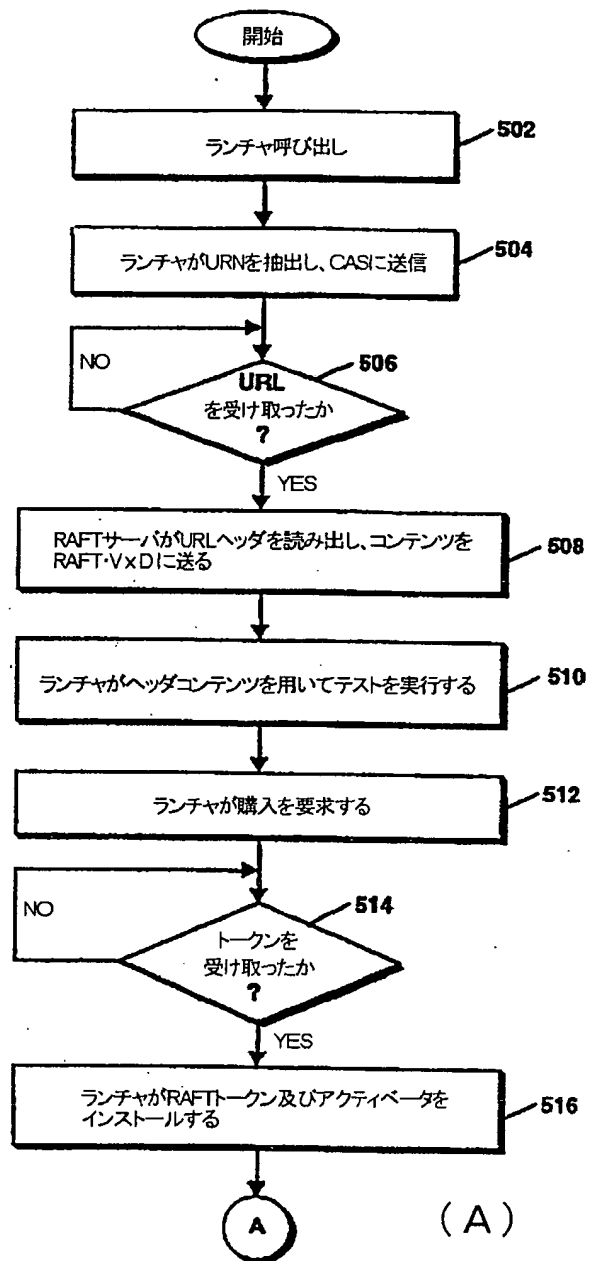 開始
ランチャ呼び出し
502
ランチャがURNを抽出し、CASに送信
504
NO
506
URL
を受け取ったか
?
YES
RAFTサーバがURLヘッダを読み出し、コンテンツを
RAFT・VxDに送る
508
ランチャがヘッダコンテンツを用いてテストを実行する
510
ランチャが購入を要求する
512
NO
514
トークンを
受け取ったか
?
YES
ランチャがRAFTトークン及びアクティベータを
インストールする
516
A
(A)